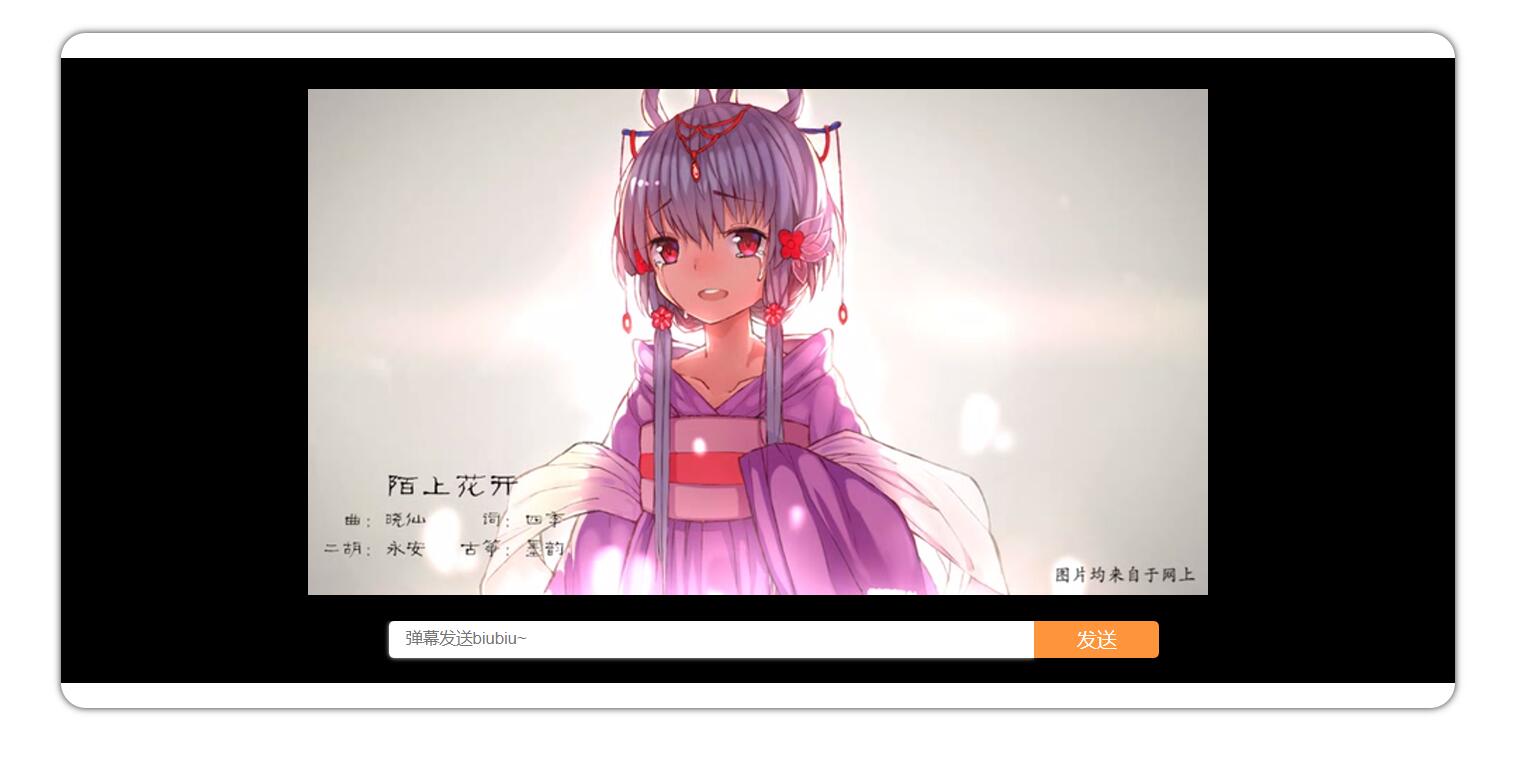 陌上花开
曲：晓仙 词：四季
二胡：永安 古筝：墨韵
图片均来自于网上
弹幕发送biubiu~ 发送